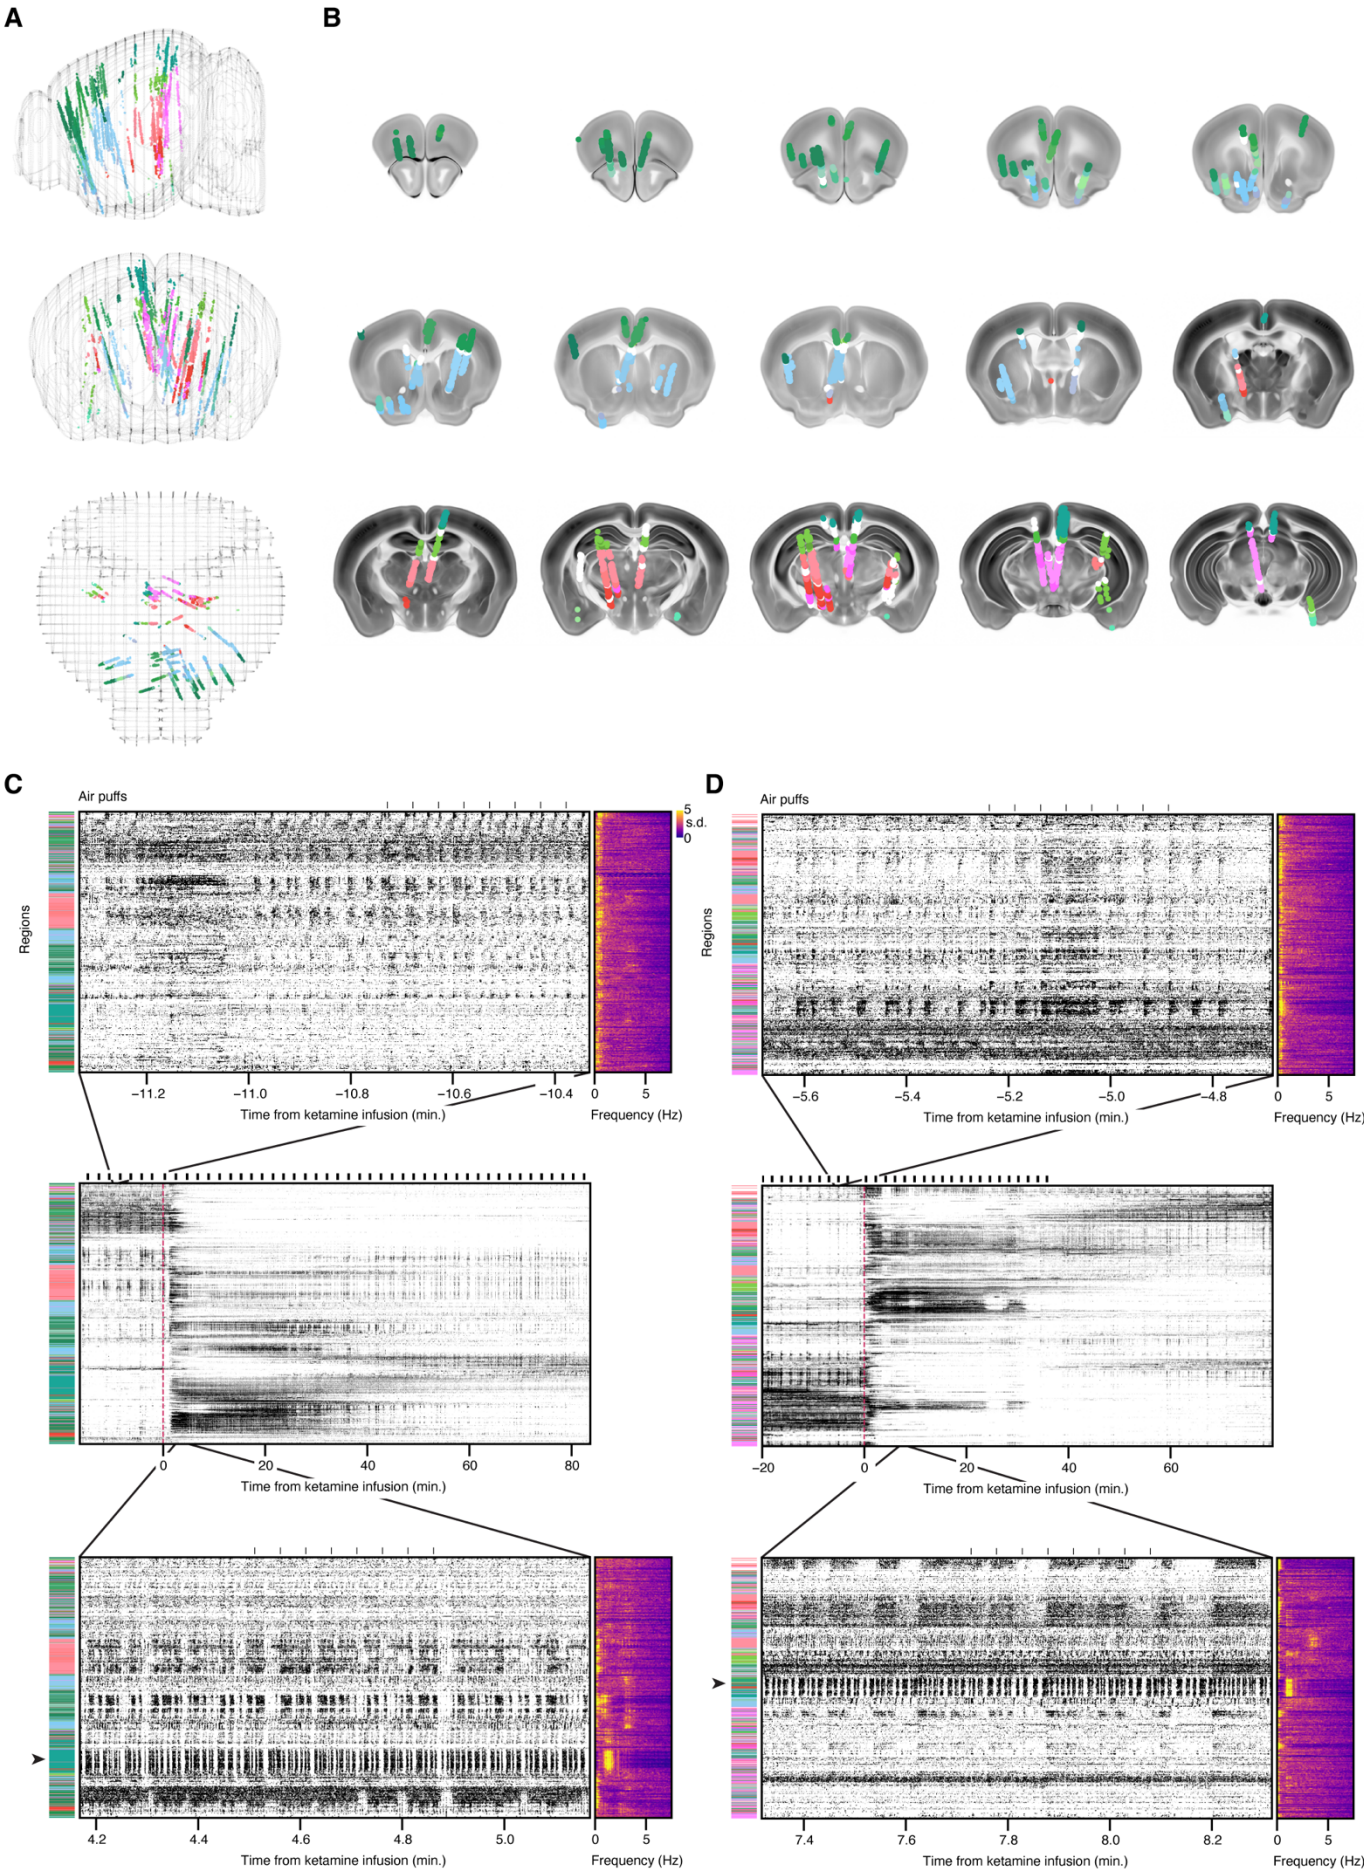 A
B
C
D
Air puffs
5
s.d.
0
Regions
−11.2
−11.0
−10.8
−10.6
−10.4
0
5
Time from ketamine infusion (min.)
Frequency (Hz)
0
20
40
60
80
Time from ketamine infusion (min.)
4.2
4.4
4.6
4.8
5.0
0
5
Time from ketamine infusion (min.)
Frequency (Hz)
Air puffs
Regions
−5.6
−5.4
−5.2
−5.0
−4.8
0
5
Time from ketamine infusion (min.)
Frequency (Hz)
−20
0
20
40
60
Time from ketamine infusion (min.)
7.4
7.6
7.8
8.0
8.2
0
5
Time from ketamine infusion (min.)
Frequency (Hz)